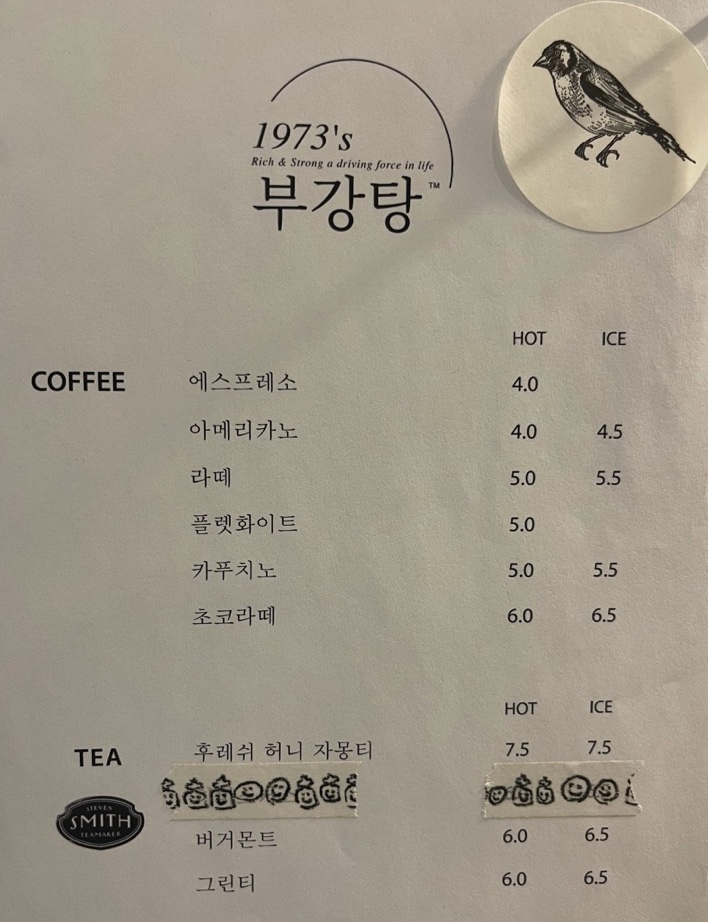 1973's
Rich & Strong a driving force in life
부강탕™
HOT ICE
COFFEE 에스프레소 4.0
아메리카노 4.0 4.5
라떼 5.0 5.5
플렛화이트 5.0
카푸치노 5.0 5.5
초코라떼 6.0 6.5
HOT ICE
TEA 후레쉬 허니 자몽티 7.5 7.5
STEVEN
SMITH
TEAMAKER
버거몬트 6.0 6.5
그린티 6.0 6.5